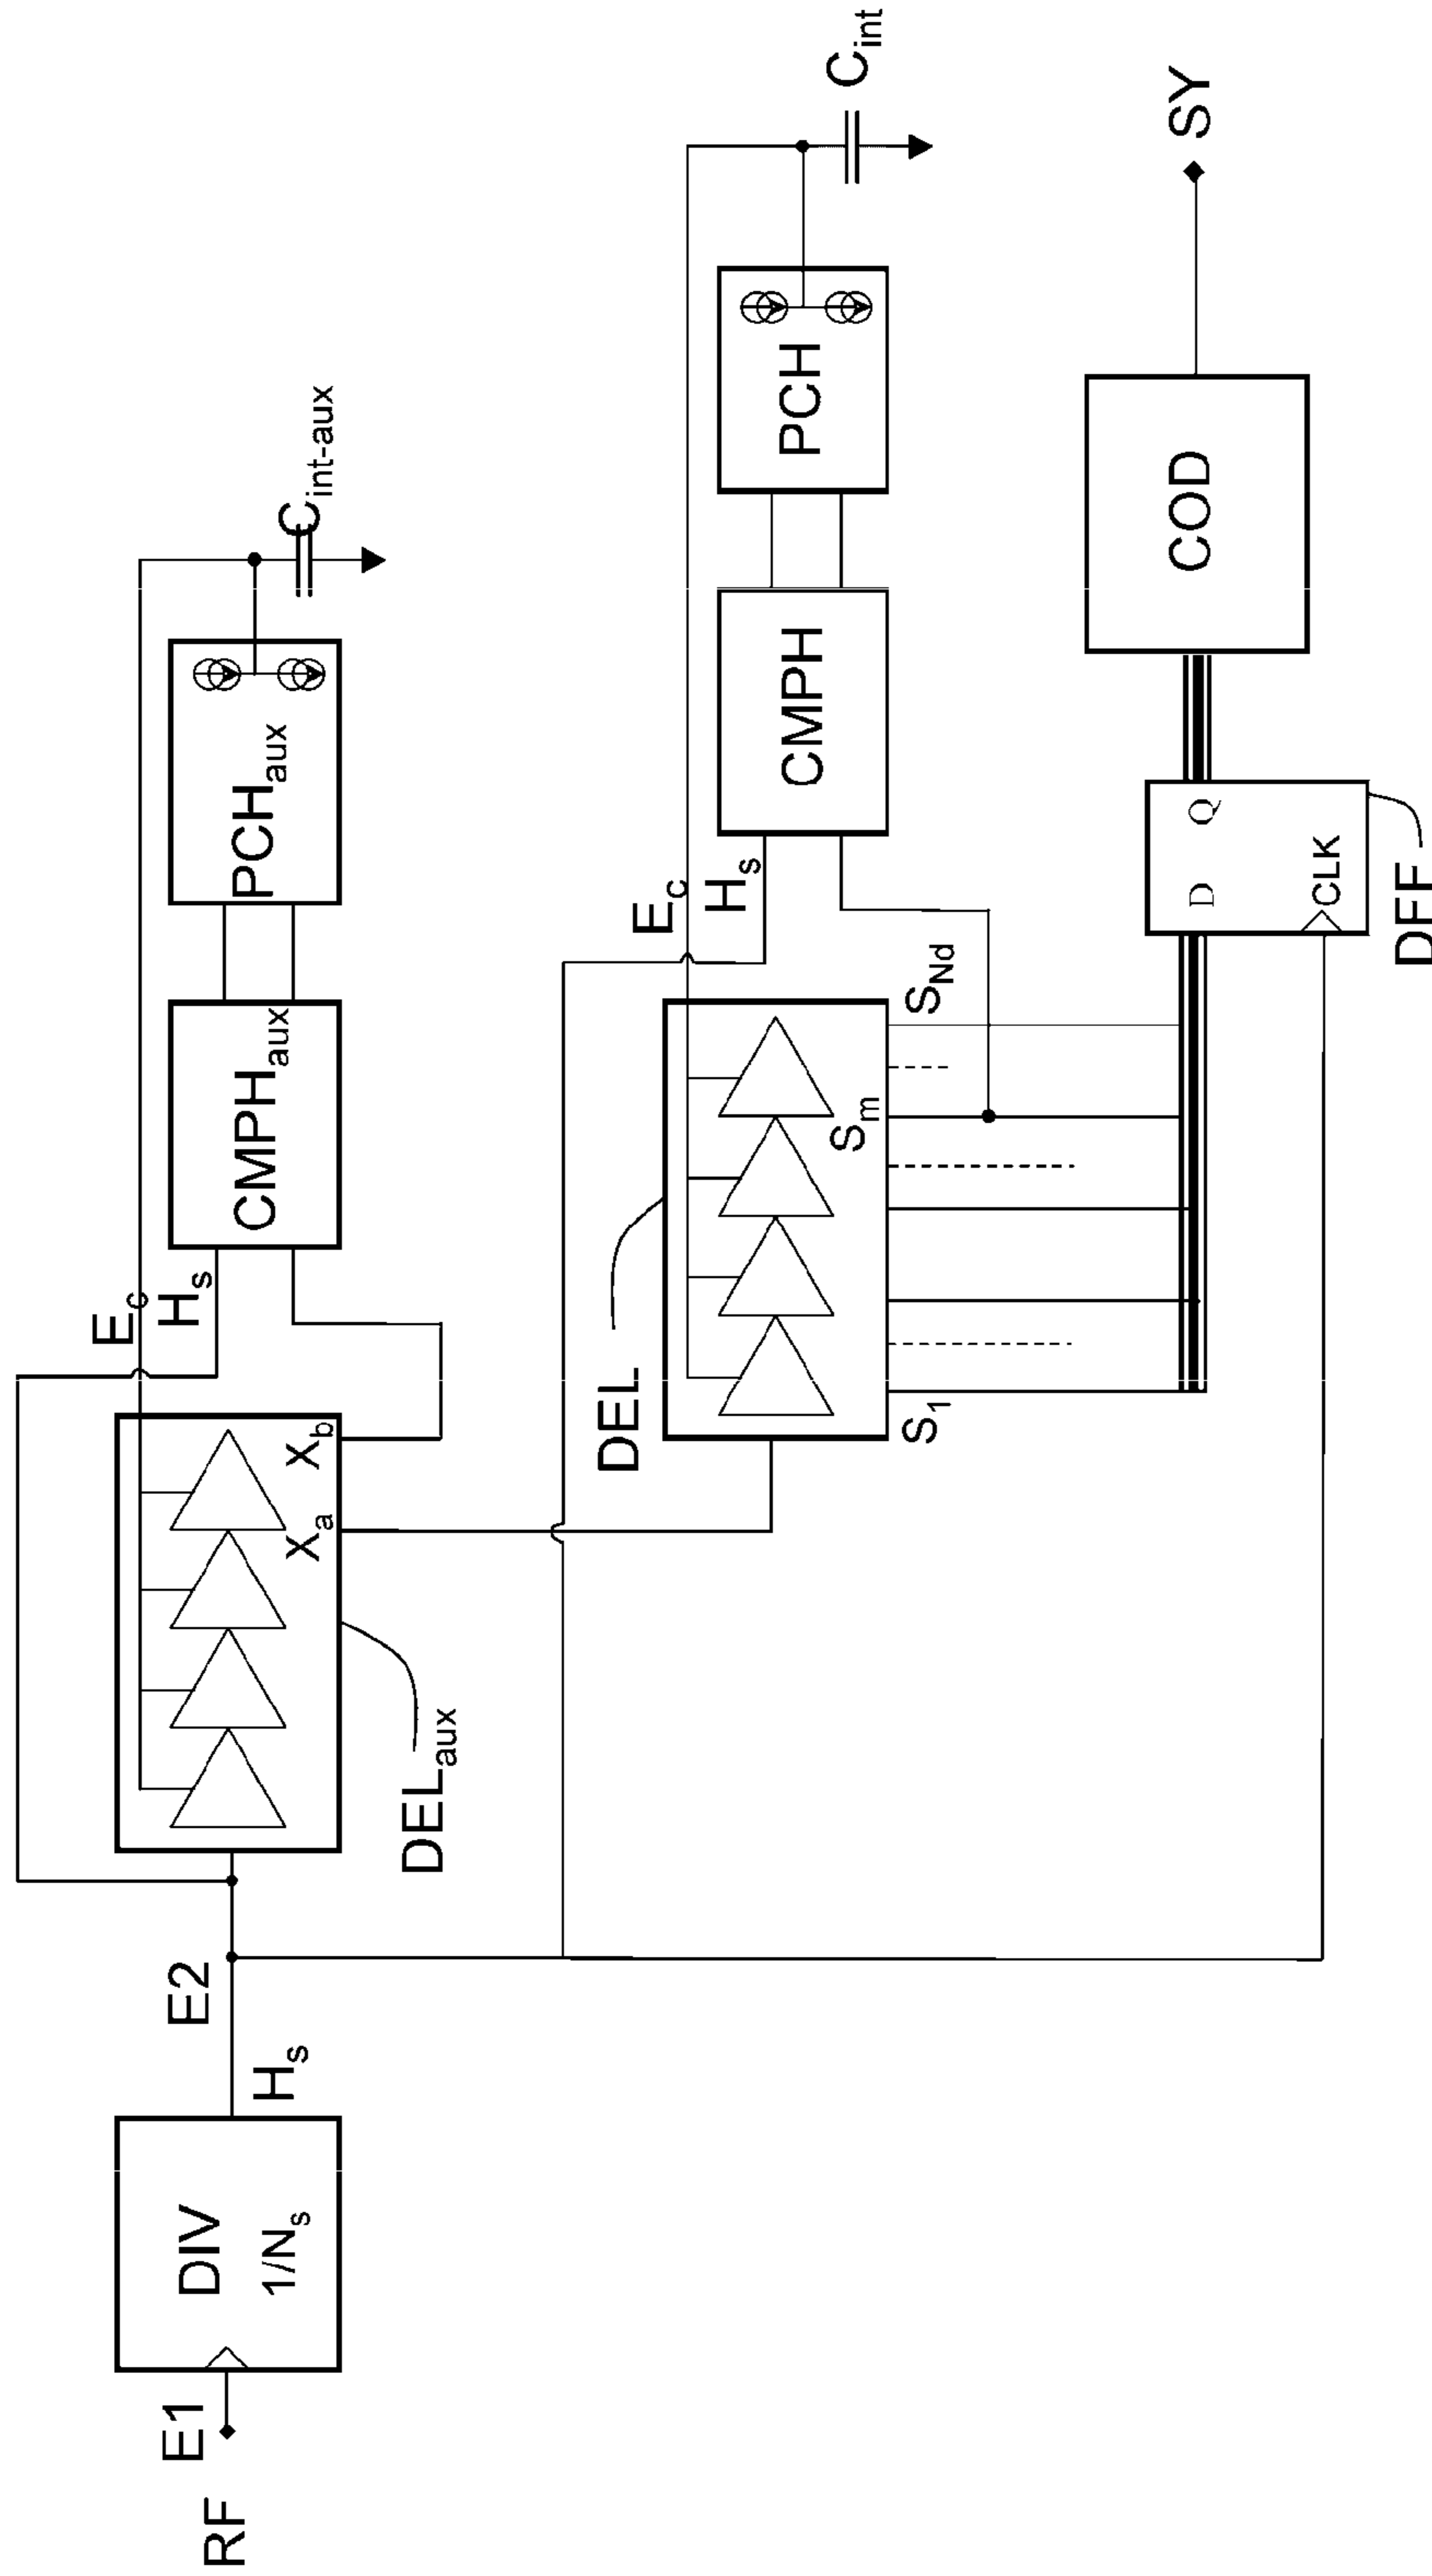 RF
E1
DIV
1/Ns
Hs
E2
DELaux
Xa
Xb
Ec
Hs
CMPHaux
PCHaux
Cint-aux
DEL
S1
Sm
SNd
Ec
Hs
CMPH
PCH
Cint
D Q
CLK
DFF
COD
SY